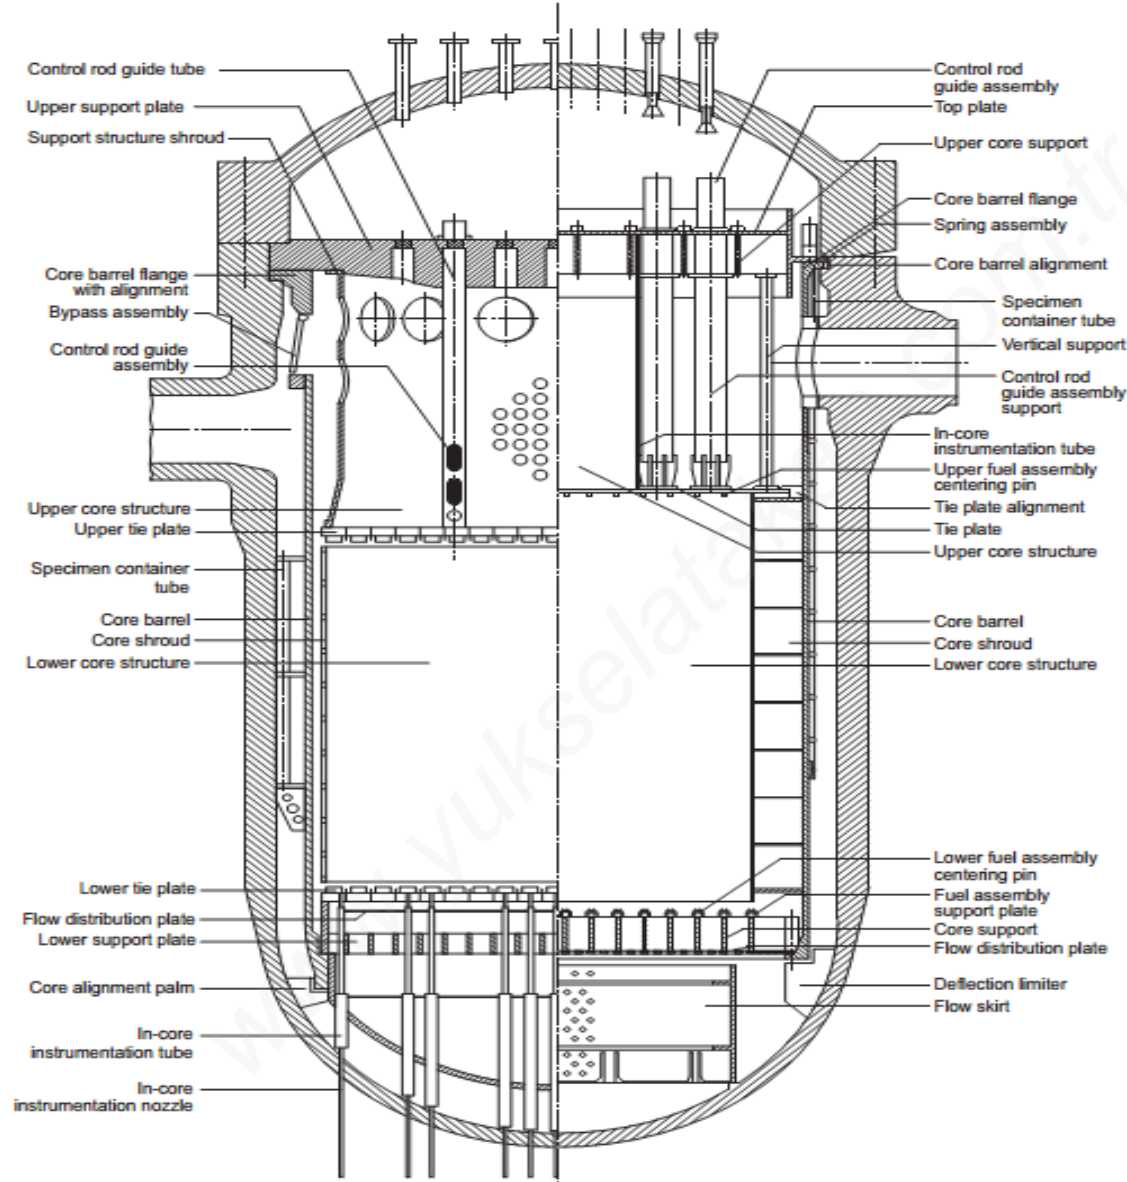 Control rod guide tube
Upper support plate
Support structure shroud
Core barrel flange
with alignment
Bypass assembly
Control rod guide
assembly
Upper core structure
Upper tie plate
Specimen container
tube
Core barrel
Core shroud
Lower core structure
Lower tie plate
Flow distribution plate
Lower support plate
Core alignment palm
In-core
instrumentation tube
In-core
instrumentation nozzle
Control rod
guide assembly
Top plate
Upper core support
Core barrel flange
Spring assembly
Core barrel alignment
Specimen
container tube
Vertical support
Control rod
guide assembly
support
In-core
instrumentation tube
Upper fuel assembly
centering pin
Tie plate alignment
Tie plate
Upper core structure
Core barrel
Core shroud
Lower core structure
Lower fuel assembly
centering pin
Fuel assembly
support plate
Core support
Flow distribution plate
Deflection limiter
Flow skirt